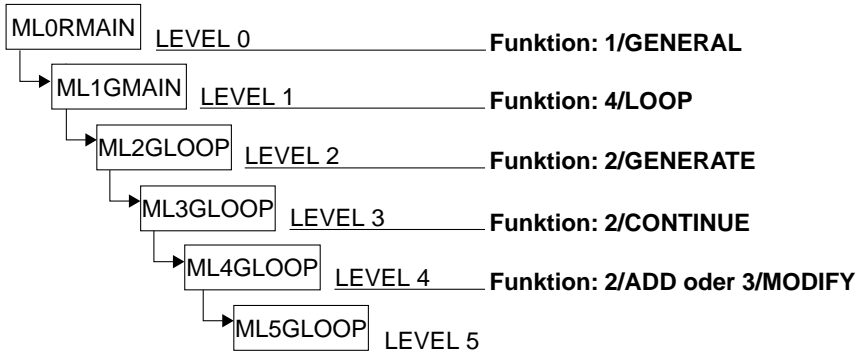 ML0RMAIN LEVEL 0 Funktion: 1/GENERAL
ML1GMAIN LEVEL 1 Funktion: 4/LOOP
ML2GLOOP LEVEL 2 Funktion: 2/GENERATE
ML3GLOOP LEVEL 3 Funktion: 2/CONTINUE
ML4GLOOP LEVEL 4 Funktion: 2/ADD oder 3/MODIFY
ML5GLOOP LEVEL 5